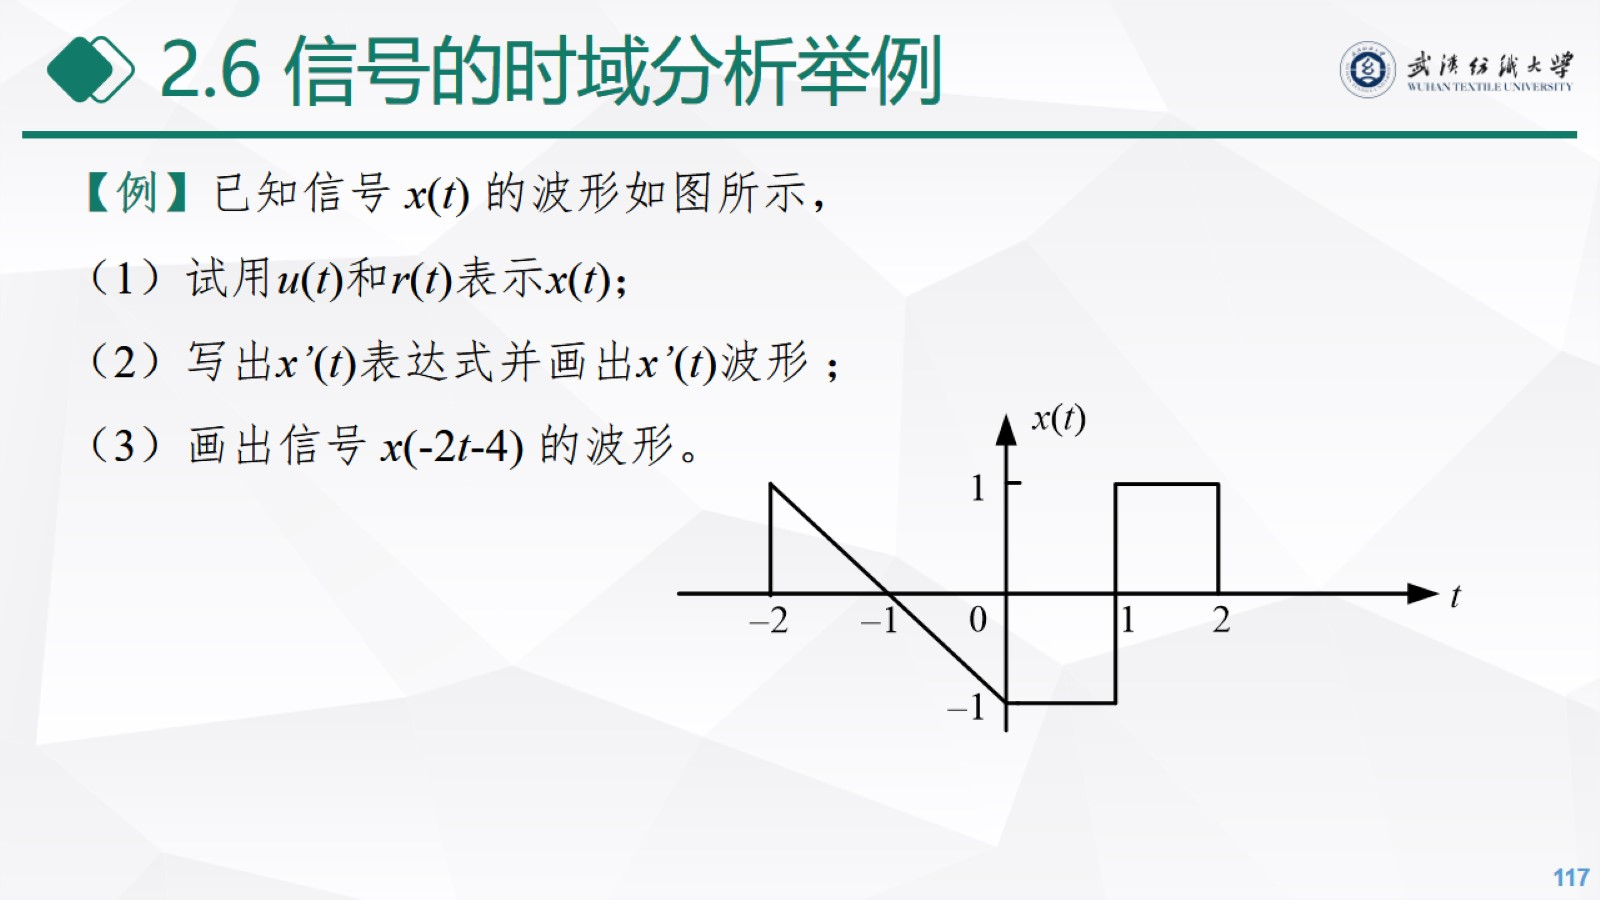 2.6 信号的时域分析举例
武汉纺织大学
WUHAN TEXTILE UNIVERSITY
【例】已知信号 x(t) 的波形如图所示，
（1）试用u(t)和r(t)表示x(t)；
（2）写出x’(t)表达式并画出x’(t)波形 ；
（3）画出信号 x(-2t-4) 的波形。
x(t)
1
–2 –1 0 1 2 t
–1
117